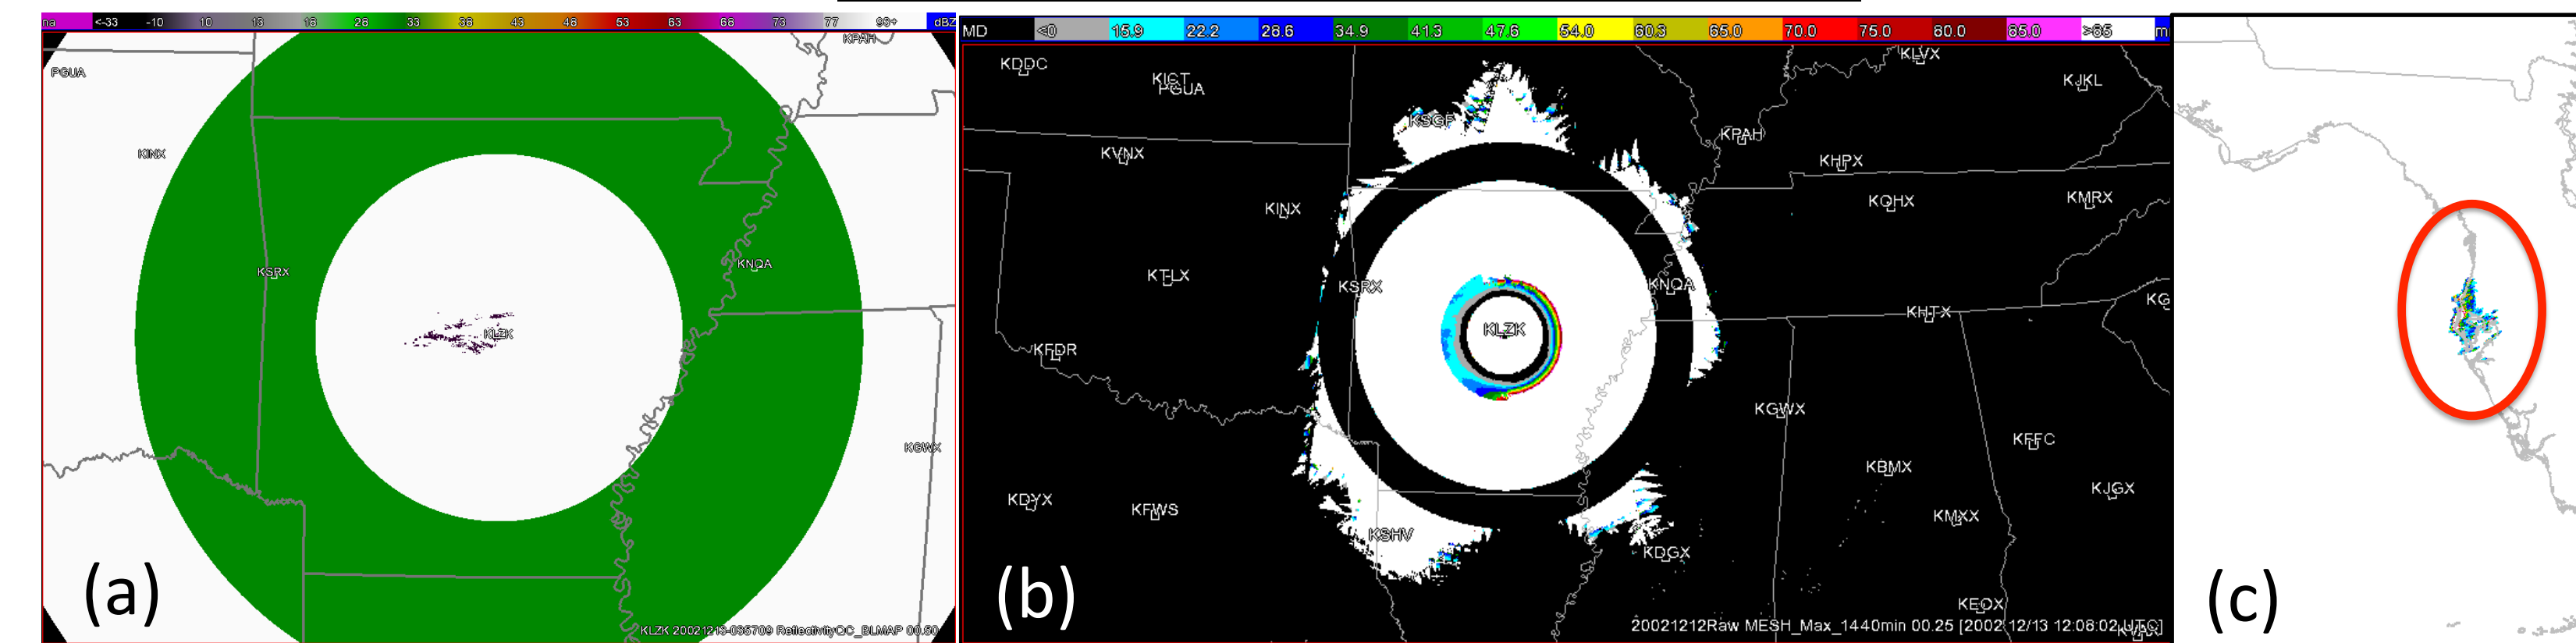 na <-33 -10 10 13 18 28 33 38 43 48 53 63 68 73 77 93+ dBZ
KPAH
PGUA
KINX
KSRX
KNQA
KLZK
KGWX
(a)
KLZK 20021213-095709 ReflectivityQC_BLMAP 00.50
MD <0 15.9 22.2 28.6 34.9 41.3 47.6 54.0 60.3 65.0 70.0 75.0 80.0 85.0 >85
KDDC
KICT
PGUA
KLVX
KJKL
KSGF
KPAH
KVNX
KHPX
KINX
KOHX
KMRX
KTLX
KSRX
KNQA
KLZK
KHTX
KFDR
KGWX
KFFC
KBMX
KJGX
KDYX
KFWS
KMXX
KSHV
KDGX
KEOX
(b)
20021212Raw MESH_Max_1440min 00.25 [2002/12/13 12:08:02 UTC]
(c)